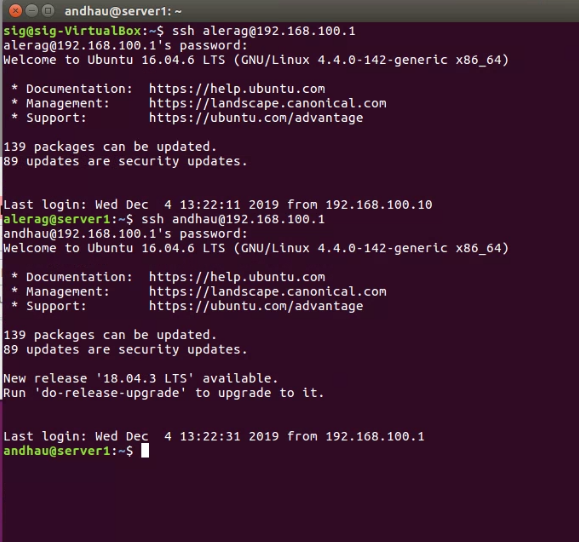 andhau@server1: ~
sig@sig-VirtualBox:~$ ssh alerag@192.168.100.1
alerag@192.168.100.1's password:
Welcome to Ubuntu 16.04.6 LTS (GNU/Linux 4.4.0-142-generic x86_64)
* Documentation:  https://help.ubuntu.com
* Management:     https://landscape.canonical.com
* Support:        https://ubuntu.com/advantage
139 packages can be updated.
89 updates are security updates.
Last login: Wed Dec  4 13:22:11 2019 from 192.168.100.10
alerag@server1:~$ ssh andhau@192.168.100.1
andhau@192.168.100.1's password:
Welcome to Ubuntu 16.04.6 LTS (GNU/Linux 4.4.0-142-generic x86_64)
* Documentation:  https://help.ubuntu.com
* Management:     https://landscape.canonical.com
* Support:        https://ubuntu.com/advantage
139 packages can be updated.
89 updates are security updates.
New release '18.04.3 LTS' available.
Run 'do-release-upgrade' to upgrade to it.
Last login: Wed Dec  4 13:22:31 2019 from 192.168.100.1
andhau@server1:~$